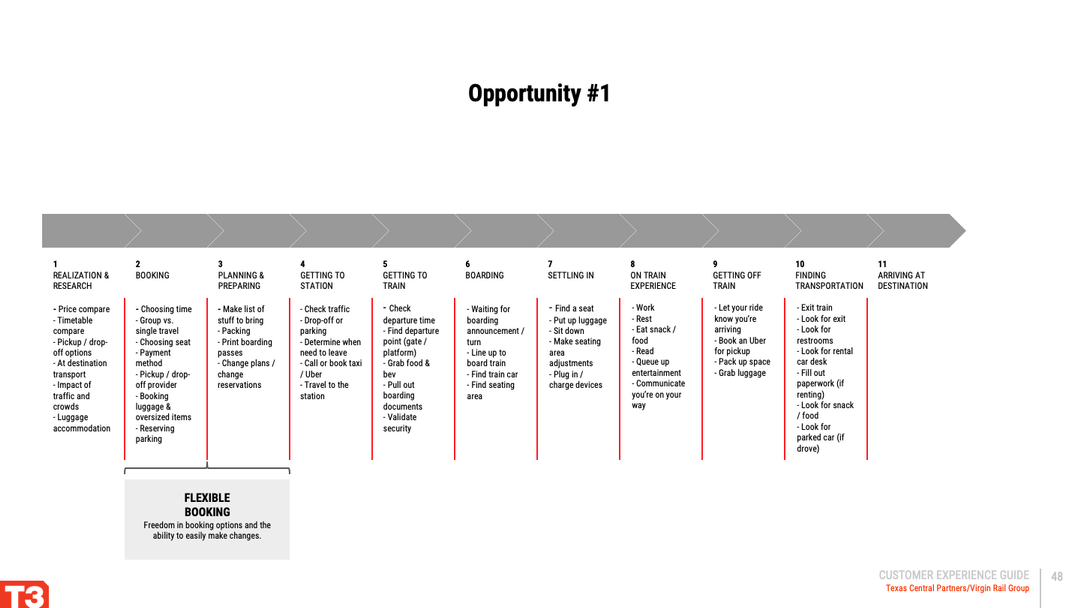 Opportunity #1
1
REALIZATION &
RESEARCH
- Price compare
- Timetable
compare
- Pickup / drop-
off options
- At destination
transport
- Impact of
traffic and
crowds
- Luggage
accommodation
2
BOOKING
- Choosing time
- Group vs.
single travel
- Choosing seat
- Payment
method
- Pickup / drop-
off provider
- Booking
luggage &
oversized items
- Reserving
parking
3
PLANNING &
PREPARING
- Make list of
stuff to bring
- Packing
- Print boarding
passes
- Change plans /
change
reservations
4
GETTING TO
STATION
- Check traffic
- Drop-off or
parking
- Determine when
need to leave
- Call or book taxi
/ Uber
- Travel to the
station
5
GETTING TO
TRAIN
- Check
departure time
- Find departure
point (gate /
platform)
- Grab food &
bev
- Pull out
boarding
documents
- Validate
security
6
BOARDING
- Waiting for
boarding
announcement /
turn
- Line up to
board train
- Find train car
- Find seating
area
7
SETTLING IN
- Find a seat
- Put up luggage
- Sit down
- Make seating
area
adjustments
- Plug in /
charge devices
8
ON TRAIN
EXPERIENCE
- Work
- Rest
- Eat snack /
food
- Read
- Queue up
entertainment
- Communicate
you're on your
way
9
GETTING OFF
TRAIN
- Let your ride
know you're
arriving
- Book an Uber
for pickup
- Pack up space
- Grab luggage
10
FINDING
TRANSPORTATION
- Exit train
- Look for exit
- Look for
restrooms
- Look for rental
car desk
- Fill out
paperwork (if
renting)
- Look for snack
/ food
- Look for
parked car (if
drove)
11
ARRIVING AT
DESTINATION
FLEXIBLE
BOOKING
Freedom in booking options and the
ability to easily make changes.
T3
CUSTOMER EXPERIENCE GUIDE
Texas Central Partners/Virgin Rail Group
48